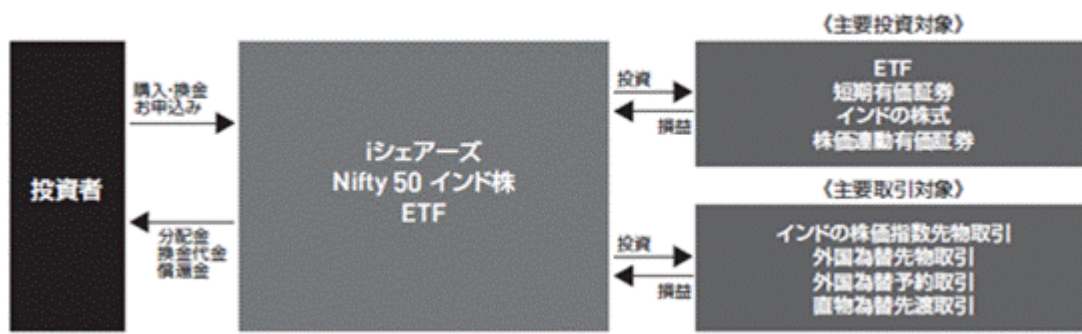 投資者
購入・換金
お申込み
分配金
換金代金
償還金
iシェアーズ
Nifty 50 インド株
ETF
投資
損益
《主要投資対象》
ETF
短期有価証券
インドの株式
株価連動有価証券
投資
損益
《主要取引対象》
インドの株価指数先物取引
外国為替先物取引
外国為替予約取引
直物為替先渡取引